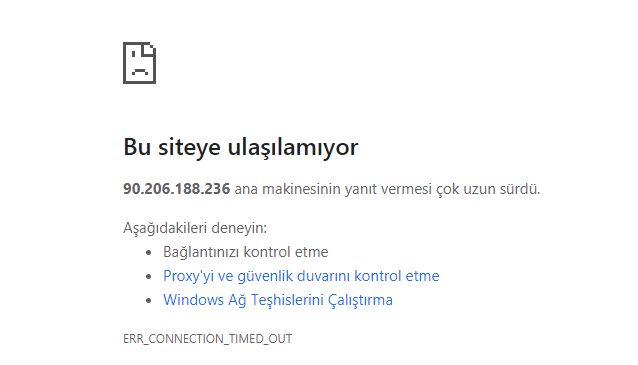 Bu siteye ulaşılamıyor
90.206.188.236 ana makinesinin yanıt vermesi çok uzun sürdü.
Aşağıdakileri deneyin:
• Bağlantınızı kontrol etme
• Proxy'yi ve güvenlik duvarını kontrol etme
• Windows Ağ Teşhislerini Çalıştırma
ERR_CONNECTION_TIMED_OUT